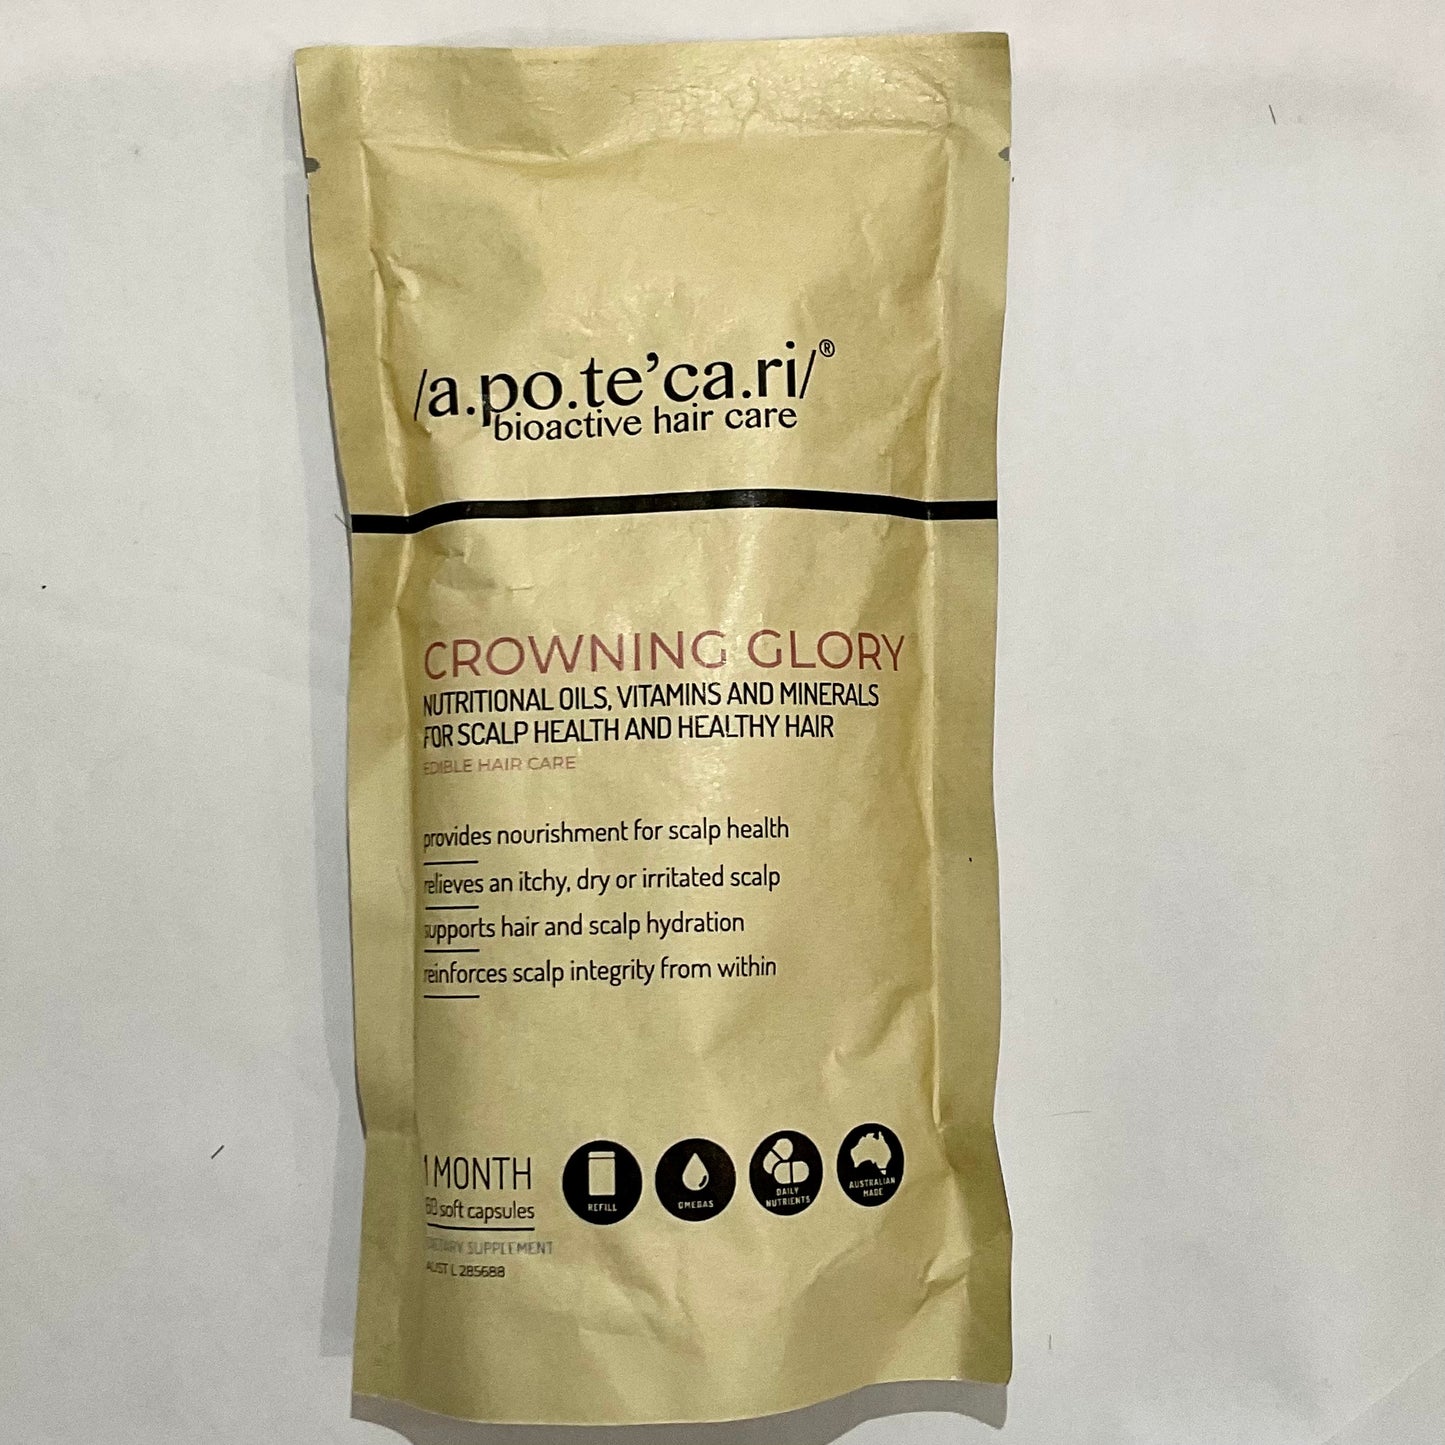 /a.po.te’ca.ri/®
bioactive hair care
CROWNING GLORY
NUTRITIONAL OILS, VITAMINS AND MINERALS
FOR SCALP HEALTH AND HEALTHY HAIR
EDIBLE HAIR CARE
provides nourishment for scalp health
relieves an itchy, dry or irritated scalp
supports hair and scalp hydration
reinforces scalp integrity from within
1 MONTH
60 soft capsules
DIETARY SUPPLEMENT
AUST L 285688
REFILL
OMEGAS
DAILY
NUTRIENTS
AUSTRALIAN
MADE